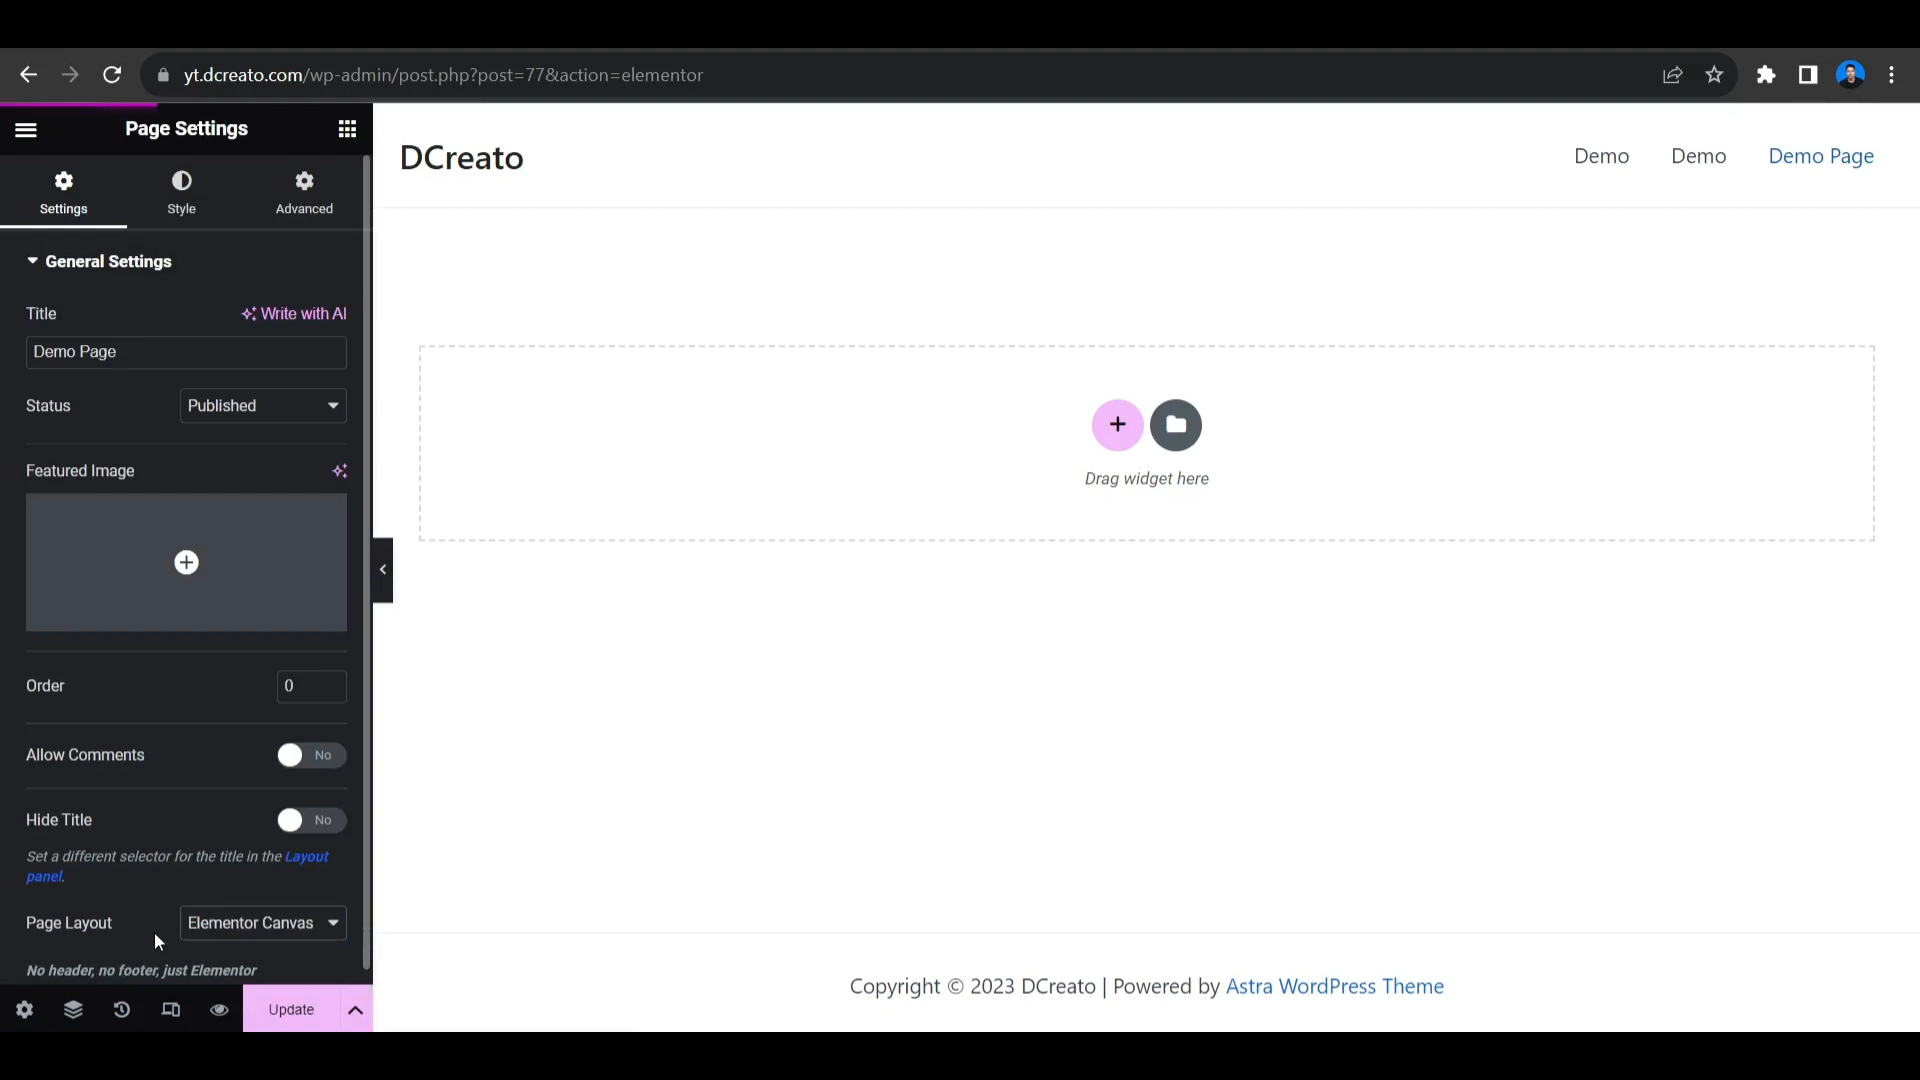 yt.dcreato.com/wp-admin/post.php?post=77&action=elementor
Page Settings
Settings
Style
Advanced
General Settings
Title
Write with AI
Demo Page
Status
Published
Featured Image
Order
0
Allow Comments
No
Hide Title
No
Set a different selector for the title in the Layout
panel.
Page Layout
Elementor Canvas
No header, no footer, just Elementor
Update
DCreato
Demo
Demo
Demo Page
Drag widget here
Copyright © 2023 DCreato | Powered by Astra WordPress Theme